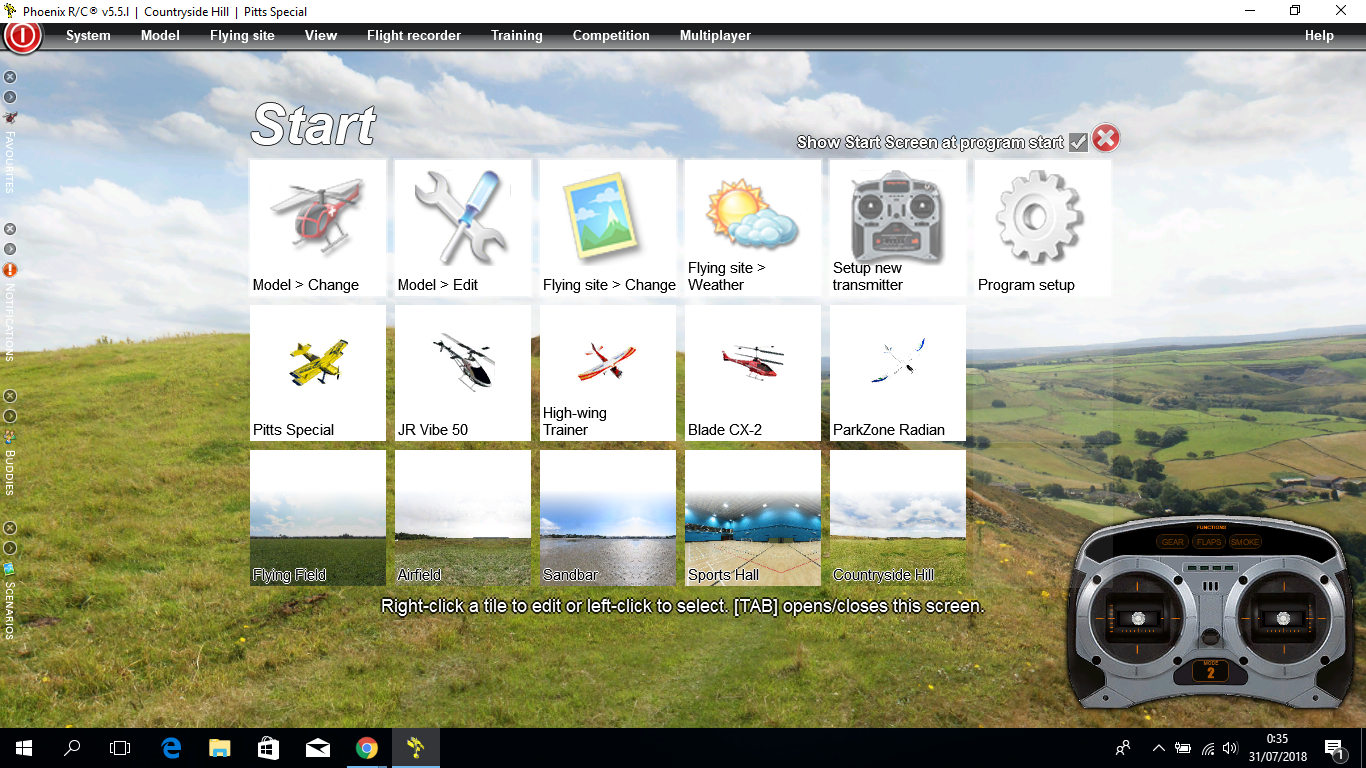 Phoenix R/C® v5.5.l | Countryside Hill | Pitts Special
System Model Flying site View Flight recorder Training Competition Multiplayer Help
Start
Show Start Screen at program start
Model > Change
Model > Edit
Flying site > Change
Flying site >
Weather
Setup new
transmitter
Program setup
Pitts Special
JR Vibe 50
High-wing
Trainer
Blade CX-2
ParkZone Radian
Flying Field
Airfield
Sandbar
Sports Hall
Countryside Hill
Right-click a tile to edit or left-click to select. [TAB] opens/closes this screen.
FAVOURITES
NOTIFICATIONS
BUDDIES
SCENARIOS
FUNCTIONS
GEAR FLAPS SMOKE
MODE
2
0:35
31/07/2018
1